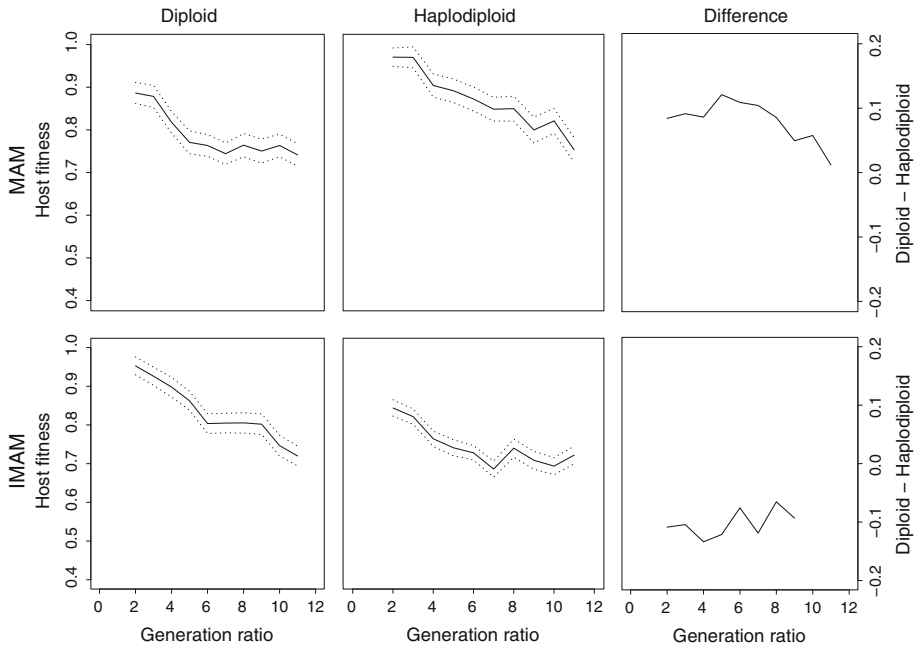 Diploid Haplodiploid Difference
MAM
Host fitness
1.0
0.9
0.8
0.7
0.6
0.5
0.4
0.2
0.1
0.0
−0.1
−0.2
Diploid − Haplodiploid
IMAM
Host fitness
1.0
0.9
0.8
0.7
0.6
0.5
0.4
0.2
0.1
0.0
−0.1
−0.2
Diploid − Haplodiploid
0 2 4 6 8 10 12 0 2 4 6 8 10 12 0 2 4 6 8 10 12
Generation ratio Generation ratio Generation ratio